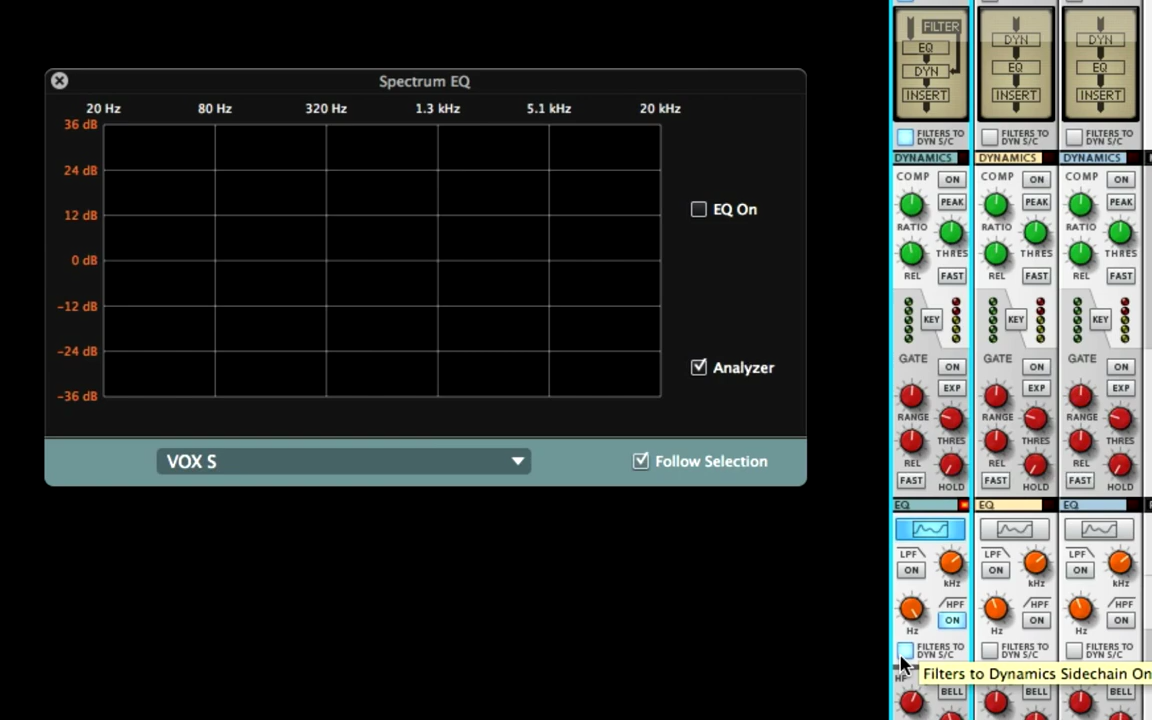 Spectrum EQ
20 Hz 80 Hz 320 Hz 1.3 kHz 5.1 kHz 20 kHz
36 dB
24 dB
12 dB
0 dB
-12 dB
-24 dB
-36 dB
EQ On
Analyzer
VOX S
Follow Selection
FILTER
EQ
DYN
INSERT
DYN
EQ
INSERT
DYN
EQ
INSERT
FILTERS TO DYN S/C
FILTERS TO DYN S/C
FILTERS TO DYN S/C
DYNAMICS DYNAMICS DYNAMICS
COMP ON COMP ON COMP ON
PEAK PEAK PEAK
RATIO RATIO RATIO
THRES THRES THRES
REL FAST REL FAST REL FAST
KEY KEY KEY
GATE GATE GATE
ON ON ON
EXP EXP EXP
RANGE RANGE RANGE
THRES THRES THRES
REL REL REL
FAST HOLD FAST HOLD FAST HOLD
EQ EQ EQ
LPF LPF LPF
ON ON ON
kHz kHz kHz
HPF HPF HPF
ON ON ON
Hz Hz Hz
FILTERS TO DYN S/C
FILTERS TO DYN S/C
FILTERS TO DYN S/C
Filters to Dynamics Sidechain On
HF
BELL BELL BELL